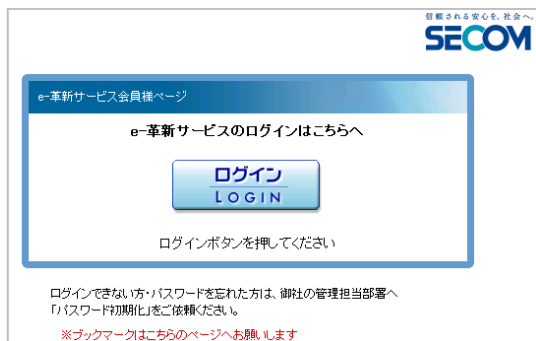 信頼される安心を、社会へ。
SECOM
e-革新サービス会員様ページ
e-革新サービスのログインはこちらへ
ログイン
LOGIN
ログインボタンを押してください
ログインできない方・パスワードを忘れた方は、御社の管理担当部署へ
「パスワード初期化」をご依頼ください。
※ブックマークはこちらのページへお願いします